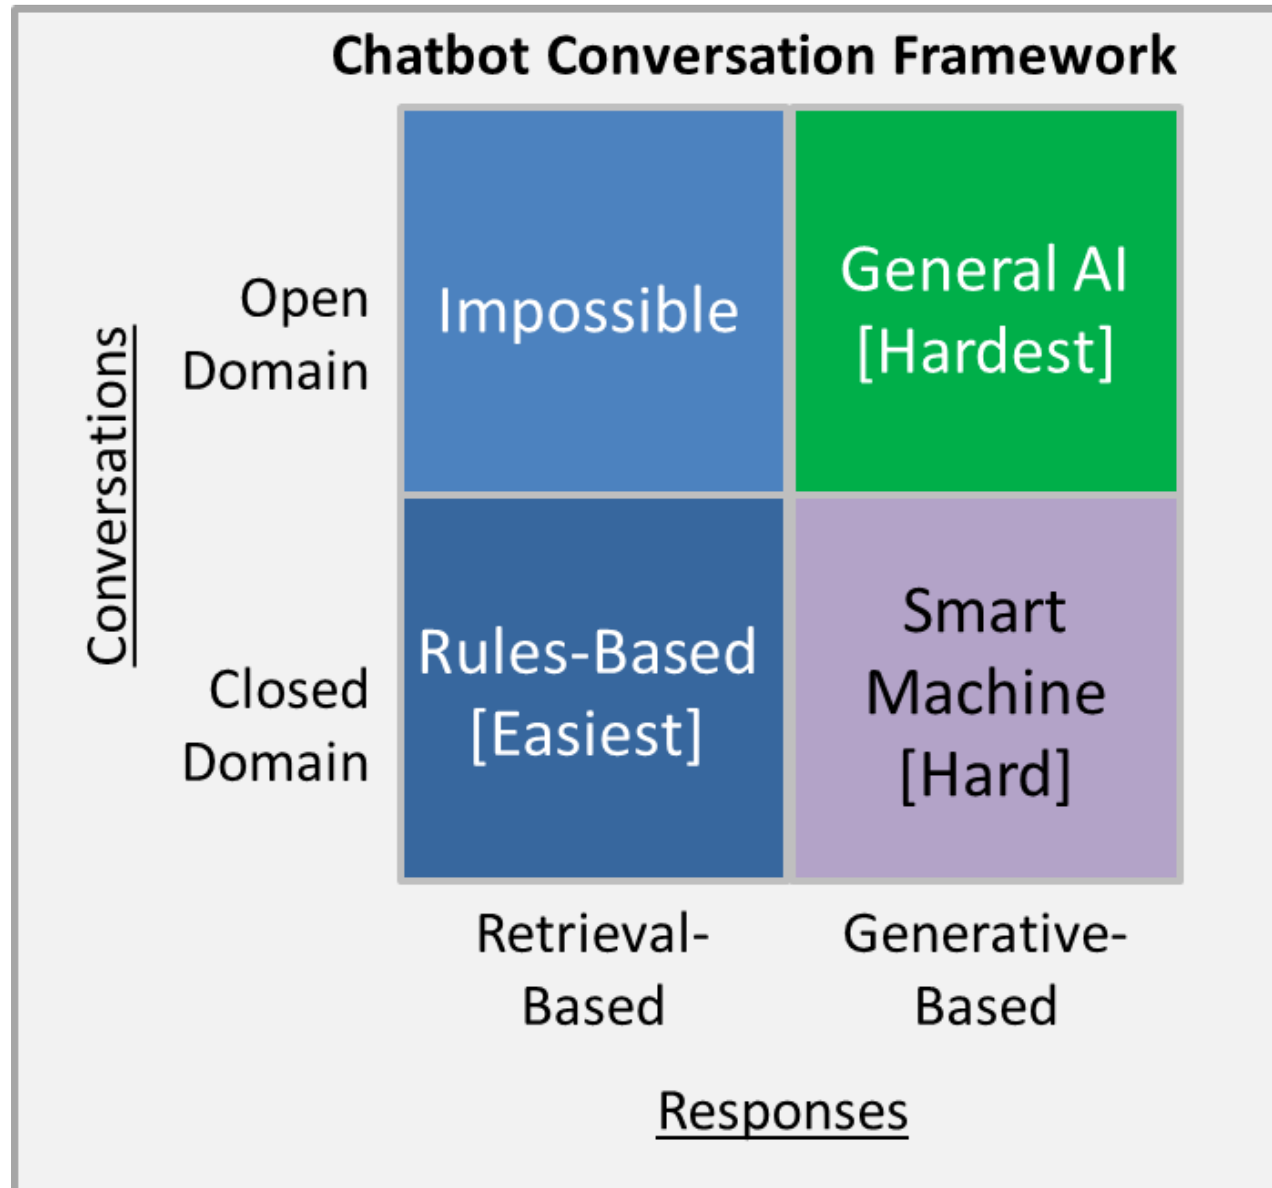 Chatbot Conversation Framework
Conversations
Open
Domain
Impossible
General AI
[Hardest]
Closed
Domain
Rules-Based
[Easiest]
Smart
Machine
[Hard]
Retrieval-
Based
Generative-
Based
Responses